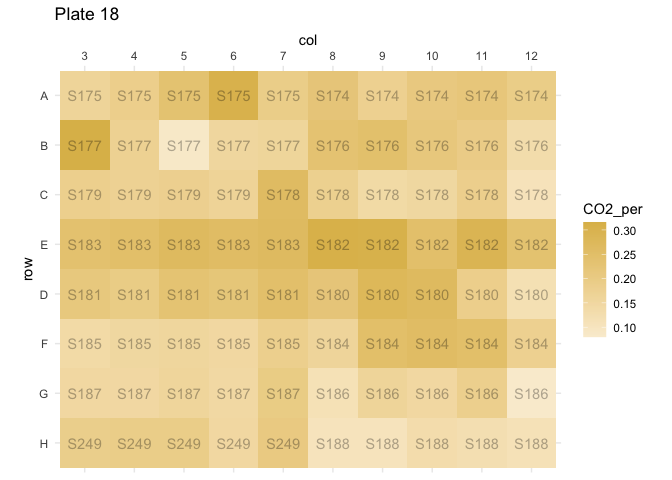 Plate 18
col
3 4 5 6 7 8 9 10 11 12
A S175 S175 S175 S175 S175 S174 S174 S174 S174 S174
B S177 S177 S177 S177 S177 S176 S176 S176 S176 S176
C S179 S179 S179 S179 S178 S178 S178 S178 S178 S178
E S183 S183 S183 S183 S183 S182 S182 S182 S182 S182
D S181 S181 S181 S181 S181 S180 S180 S180 S180 S180
F S185 S185 S185 S185 S185 S184 S184 S184 S184 S184
G S187 S187 S187 S187 S187 S186 S186 S186 S186 S186
H S249 S249 S249 S249 S249 S188 S188 S188 S188 S188
row
CO2_per
0.30
0.25
0.20
0.15
0.10